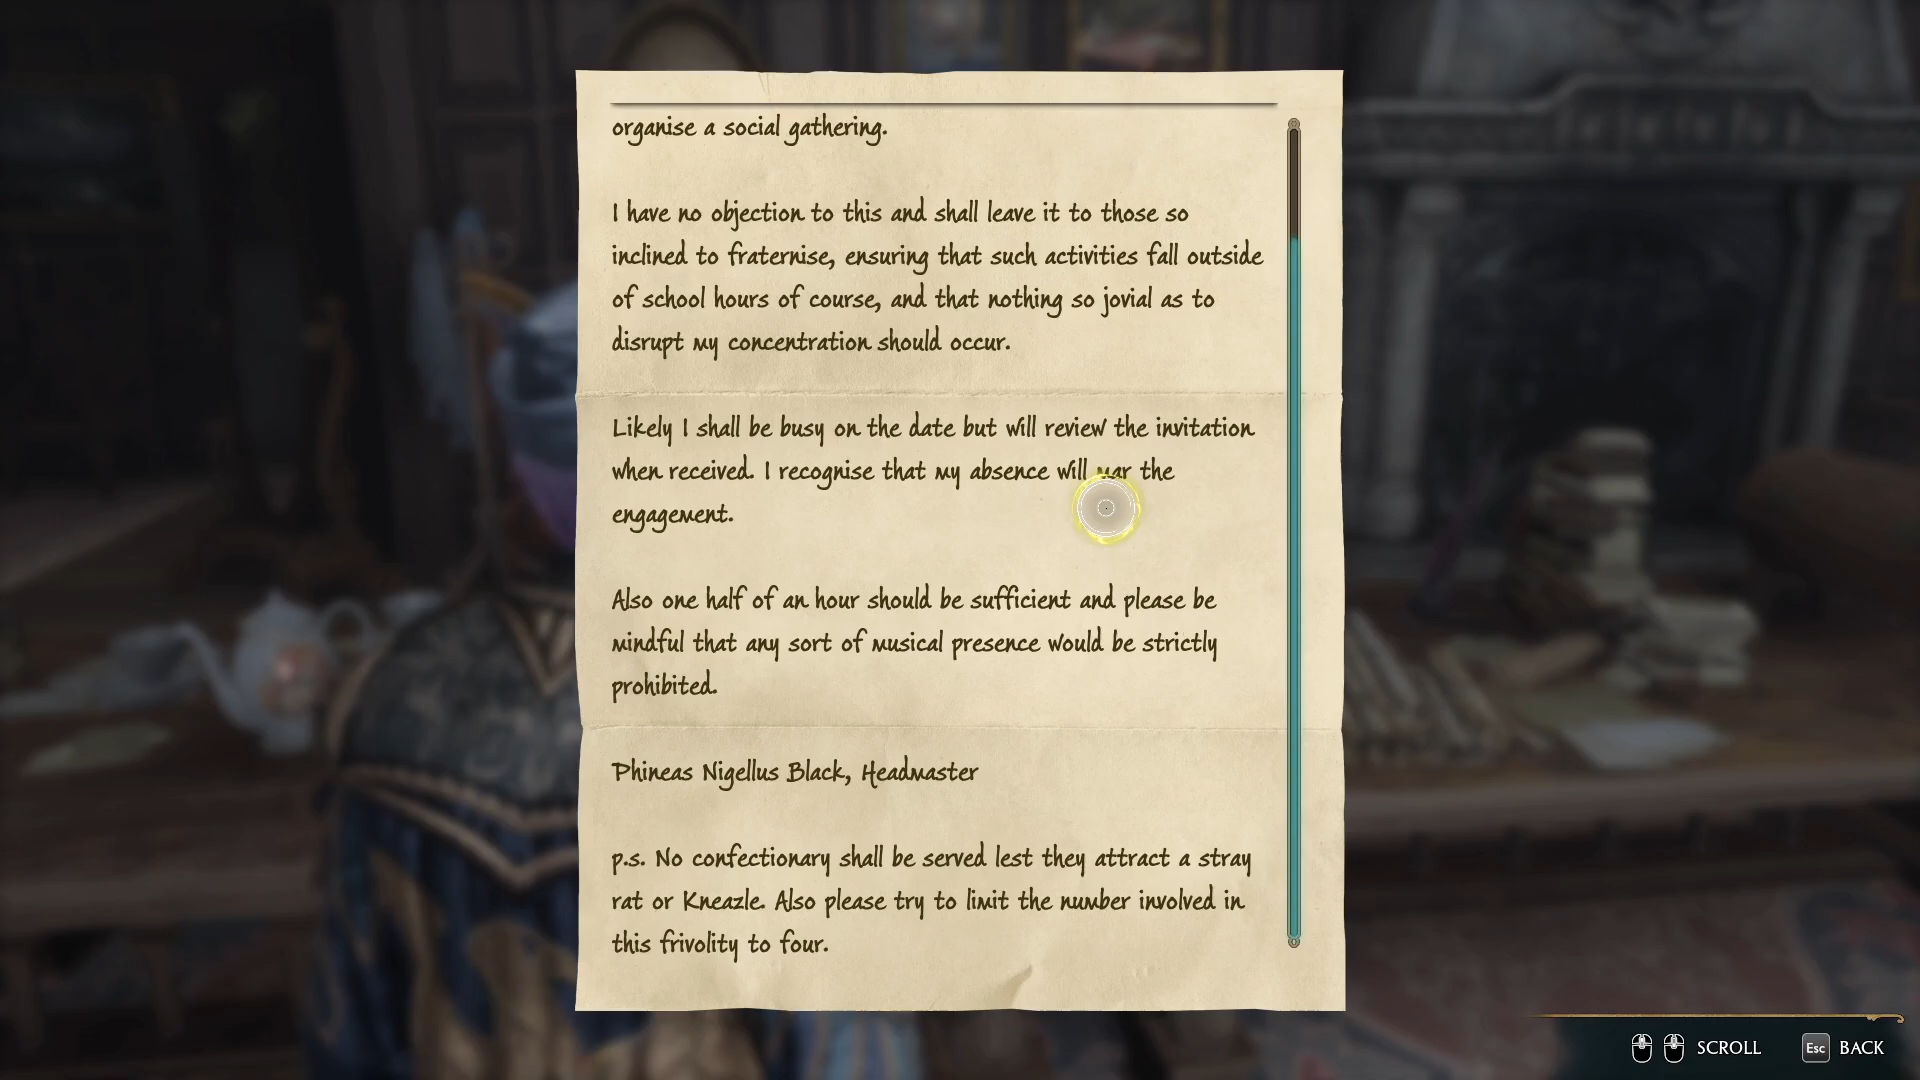 organise a social gathering.
I have no objection to this and shall leave it to those so
inclined to fraternise, ensuring that such activities fall outside
of school hours of course, and that nothing so jovial as to
disrupt my concentration should occur.
Likely I shall be busy on the date but will review the invitation
when received. I recognise that my absence will mar the
engagement.
Also one half of an hour should be sufficient and please be
mindful that any sort of musical presence would be strictly
prohibited.
Phineas Nigellus Black, Headmaster
p.s. No confectionary shall be served lest they attract a stray
rat or Kneazle. Also please try to limit the number involved in
this frivolity to four.
SCROLL
Esc BACK